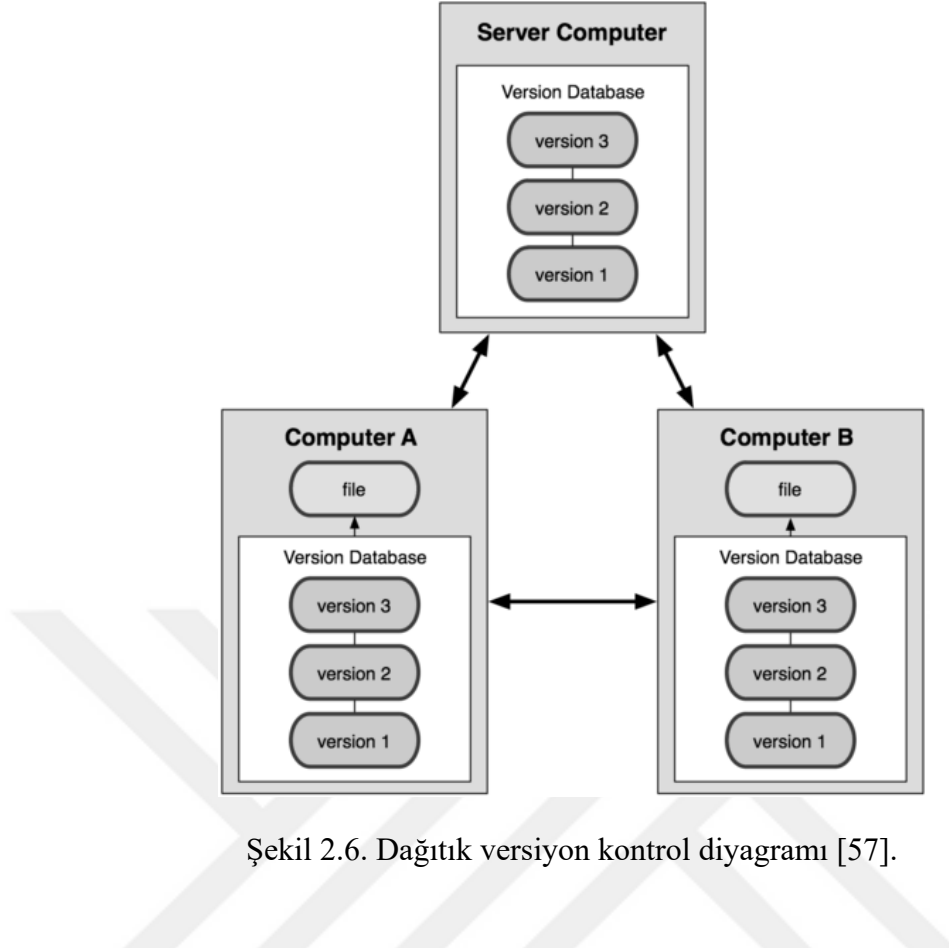 Server Computer
Version Database
version 3
version 2
version 1
Computer A
file
Version Database
version 3
version 2
version 1
Computer B
file
Version Database
version 3
version 2
version 1
Şekil 2.6. Dağıtık versiyon kontrol diyagramı [57].